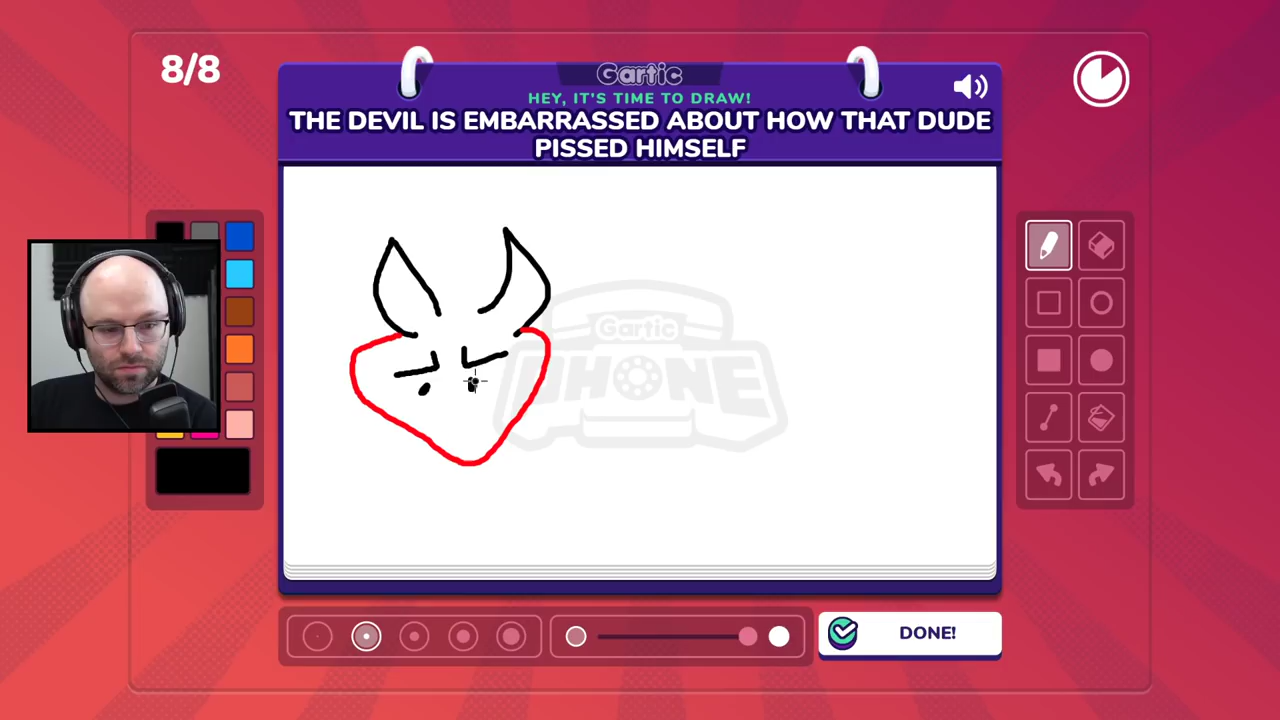 8/8
Gartic
HEY, IT'S TIME TO DRAW!
THE DEVIL IS EMBARRASSED ABOUT HOW THAT DUDE
PISSED HIMSELF
Gartic
PHONE
DONE!